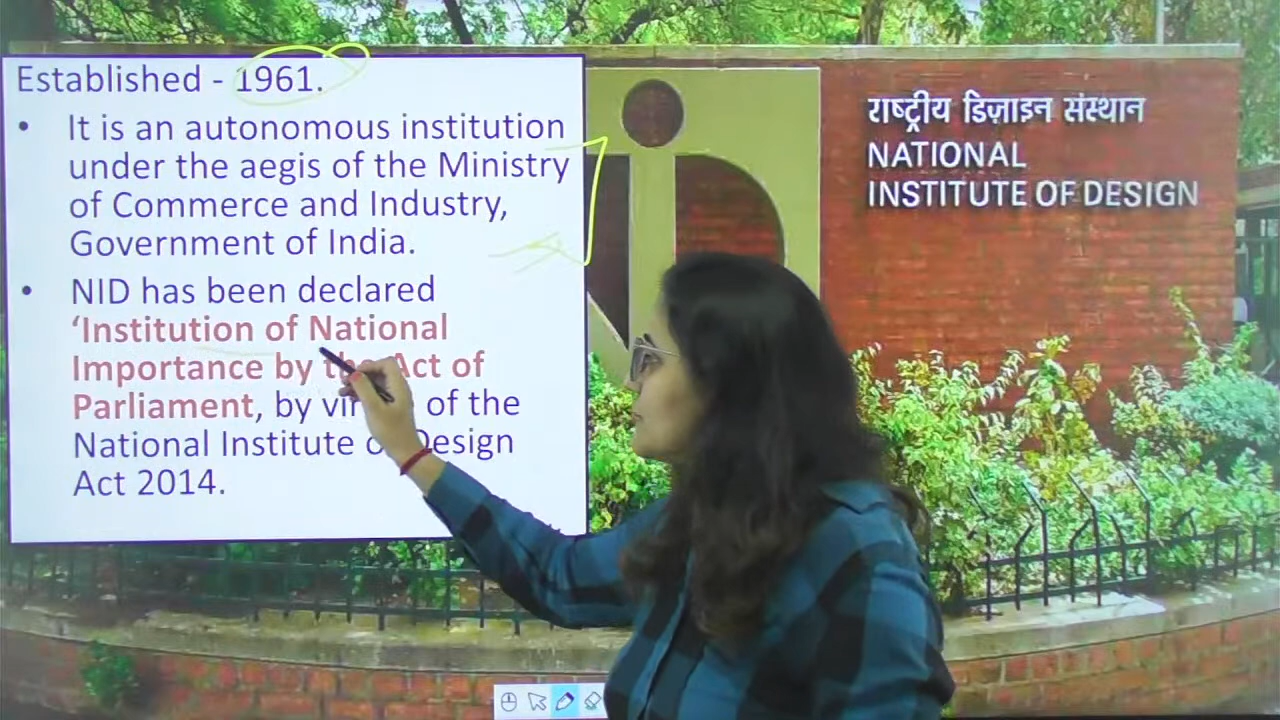 Established - 1961.
• It is an autonomous institution
under the aegis of the Ministry
of Commerce and Industry,
Government of India.
• NID has been declared
‘Institution of National
Importance by the Act of
Parliament, by of the
National Institute Design
Act 2014.
राष्ट्रीय डिज़ाइन संस्थान
NATIONAL
INSTITUTE OF DESIGN